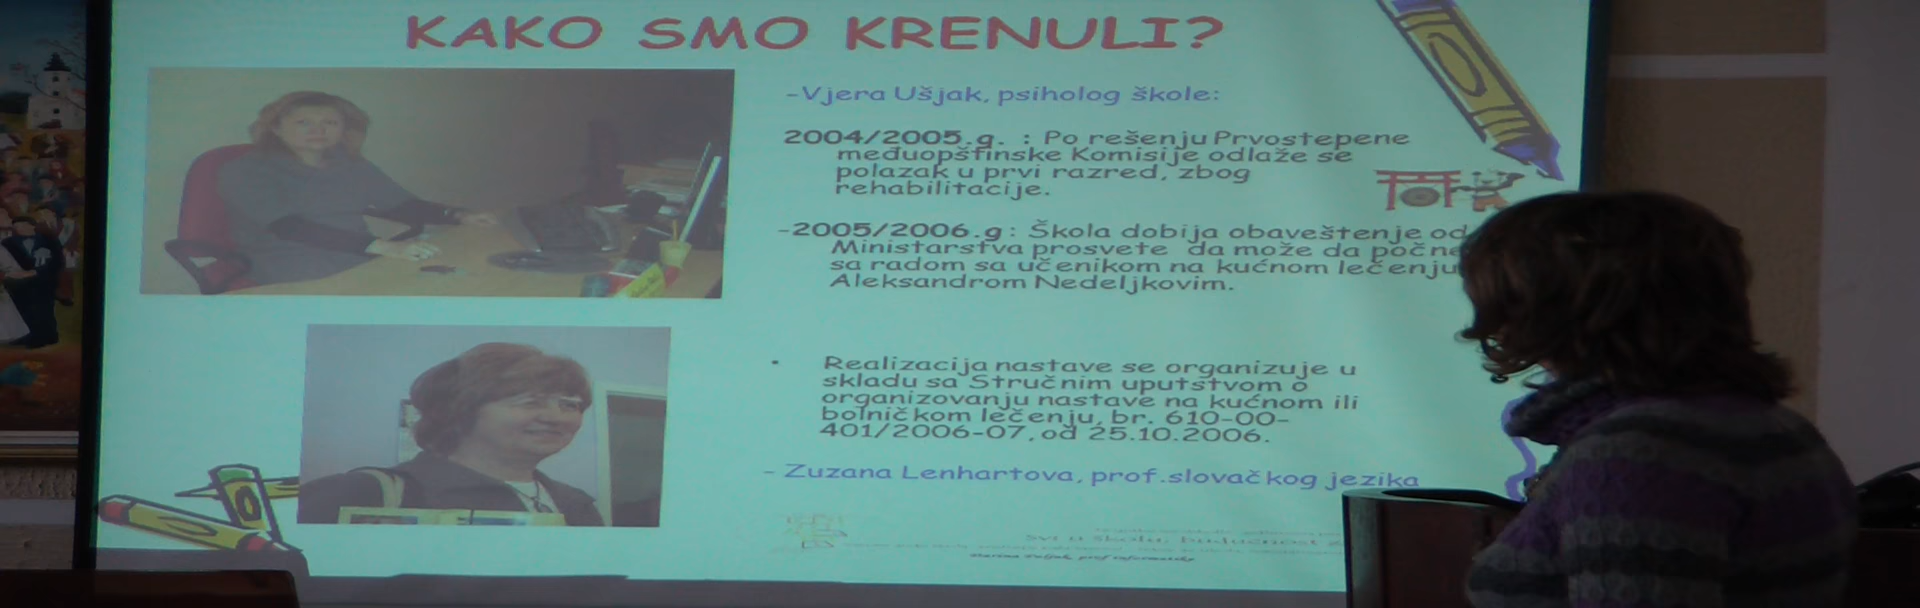 KAKO SMO KRENULI?
-Vjera Ušjak, psiholog škole:
2004/2005.g. : Po rešenju Prvostepene
međuopštinske Komisije odlaže se
polazak u prvi razred, zbog
rehabilitacije.
-2005/2006.g: Škola dobija obaveštenje od
Ministarstva prosvete da može da počne
sa radom sa učenikom na kućnom lečenju
Aleksandrom Nedeljkovim.
• Realizacija nastave se organizuje u
skladu sa Stručnim uputstvom o
organizovanju nastave na kućnom ili
bolničkom lečenju, br. 610-00-
401/2006-07, od 25.10.2006.
- Zuzana Lenhartova, prof.slovačkog jezika
Svi u školu, budućnost